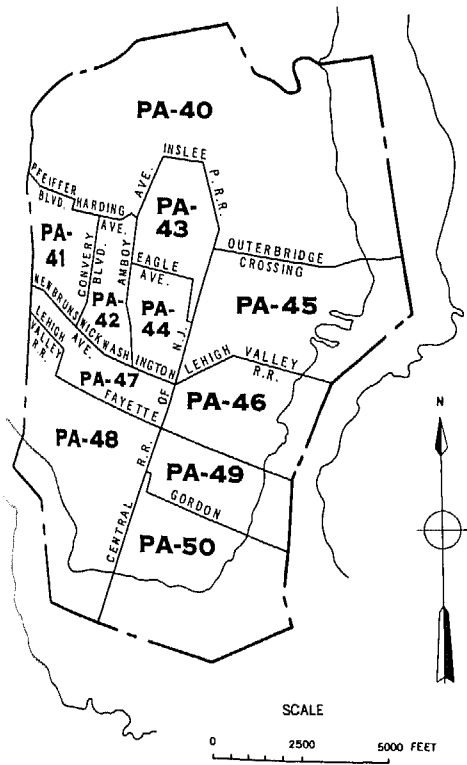 PA-40
INSLEE
AVE.
P.R.R.
PFEIFFER
BLVD.
HARDING
AVE.
PA-
43
PA-
41
CONVERY
BLVD.
AMBOY
EAGLE
AVE.
OUTERBRIDGE
CROSSING
PA-45
NEW BRUNSWICK
WASHINGTON
PA-
42
PA-
44
N.J.
LEHIGH AVE.
VALLEY
R.R.
LEHIGH VALLEY
R.R.
PA-47
OF
PA-46
FAYETTE
PA-48
R.R.
PA-49
GORDON
CENTRAL
PA-50
N
SCALE
0 2500 5000 FEET